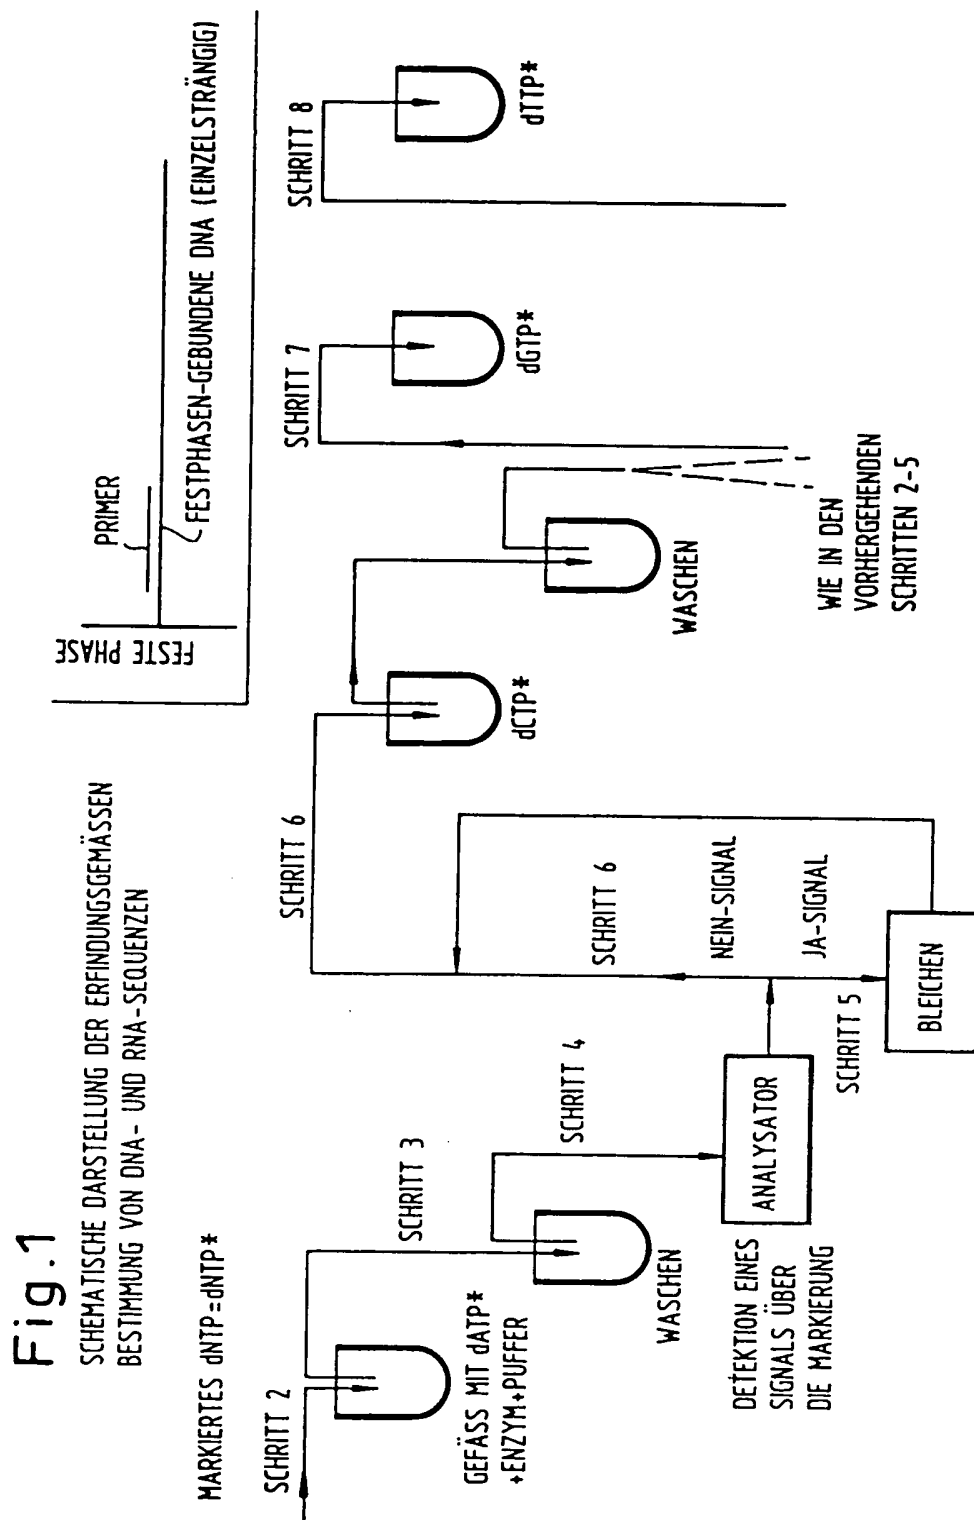 Fig.1
SCHEMATISCHE DARSTELLUNG DER ERFINDUNGSGEMÄSSEN
BESTIMMUNG VON DNA- UND RNA-SEQUENZEN
FESTE PHASE
PRIMER
FESTPHASEN-GEBUNDENE DNA (EINZELSTRÄNGIG)
MARKIERTES dNTP=dNTP*
SCHRITT 2
GEFÄSS MIT dATP*
+ENZYM+PUFFER
SCHRITT 3
WASCHEN
SCHRITT 4
ANALYSATOR
DETEKTION EINES
SIGNALS ÜBER
DIE MARKIERUNG
SCHRITT 5
BLEICHEN
JA-SIGNAL
NEIN-SIGNAL
SCHRITT 6
SCHRITT 6
dCTP*
WASCHEN
WIE IN DEN
VORHERGEHENDEN
SCHRITTEN 2-5
SCHRITT 7
dGTP*
SCHRITT 8
dTTP*